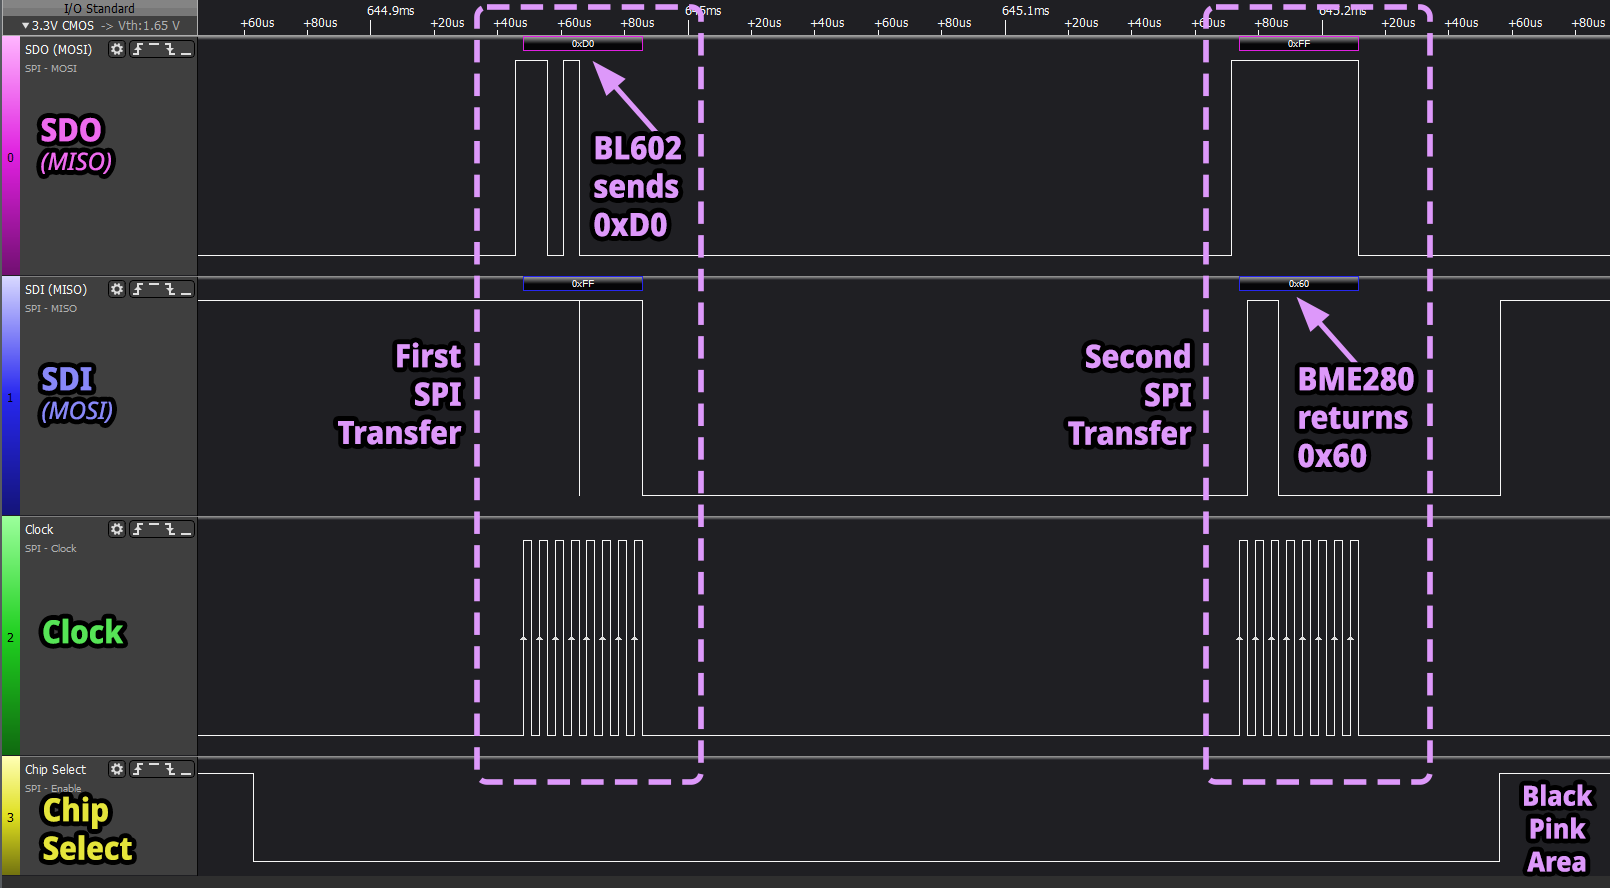 I/O Standard
▼3.3V CMOS -> Vth:1.65 V
+60us +80us 644.9ms +20us +40us +60us +80us 645ms +20us +40us +60us +80us 645.1ms +20us +40us +60us +80us 645.2ms +20us +40us +60us +80us
SDO (MOSI)
SPI - MOSI
0xD0
0xFF
0
SDO
(MISO)
BL602
sends
0xD0
SDI (MISO)
SPI - MISO
0xFF
0x60
1
SDI
(MOSI)
First
SPI
Transfer
Second
SPI
Transfer
BME280
returns
0x60
Clock
SPI - Clock
2
Clock
Chip Select
SPI - Enable
3
Chip
Select
Black
Pink
Area